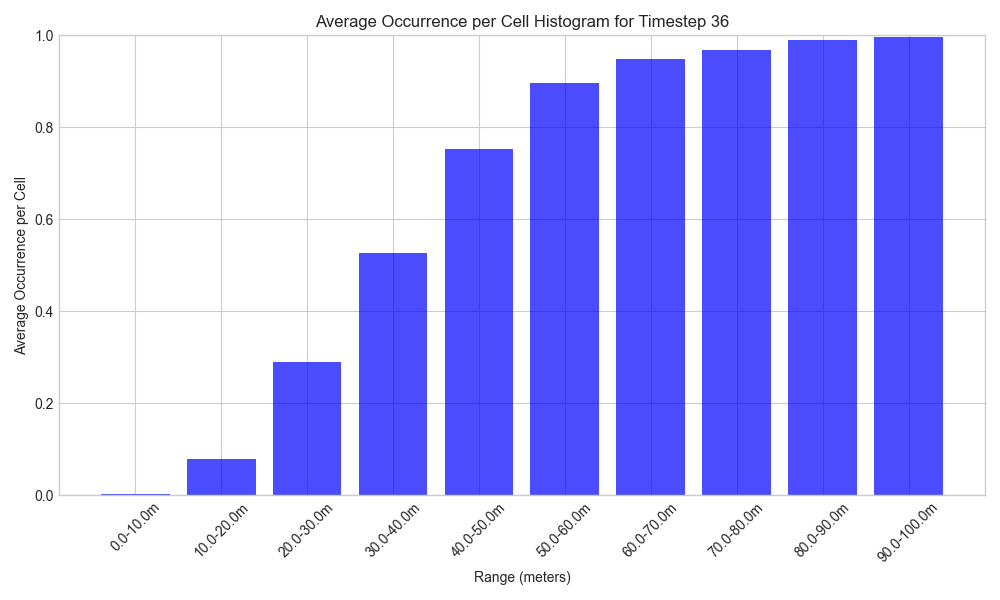 Average Occurrence per Cell Histogram for Timestep 36
Average Occurrence per Cell
1.0
0.8
0.6
0.4
0.2
0.0
0.0-10.0m
10.0-20.0m
20.0-30.0m
30.0-40.0m
40.0-50.0m
50.0-60.0m
60.0-70.0m
70.0-80.0m
80.0-90.0m
90.0-100.0m
Range (meters)